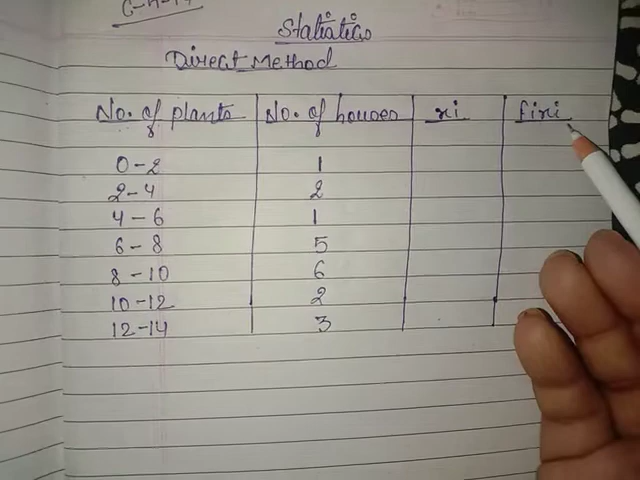 Statistics
Direct Method
No. of plants No. of houses xi fixi
0-2 1
2-4 2
4-6 1
6-8 5
8-10 6
10-12 2
12-14 3